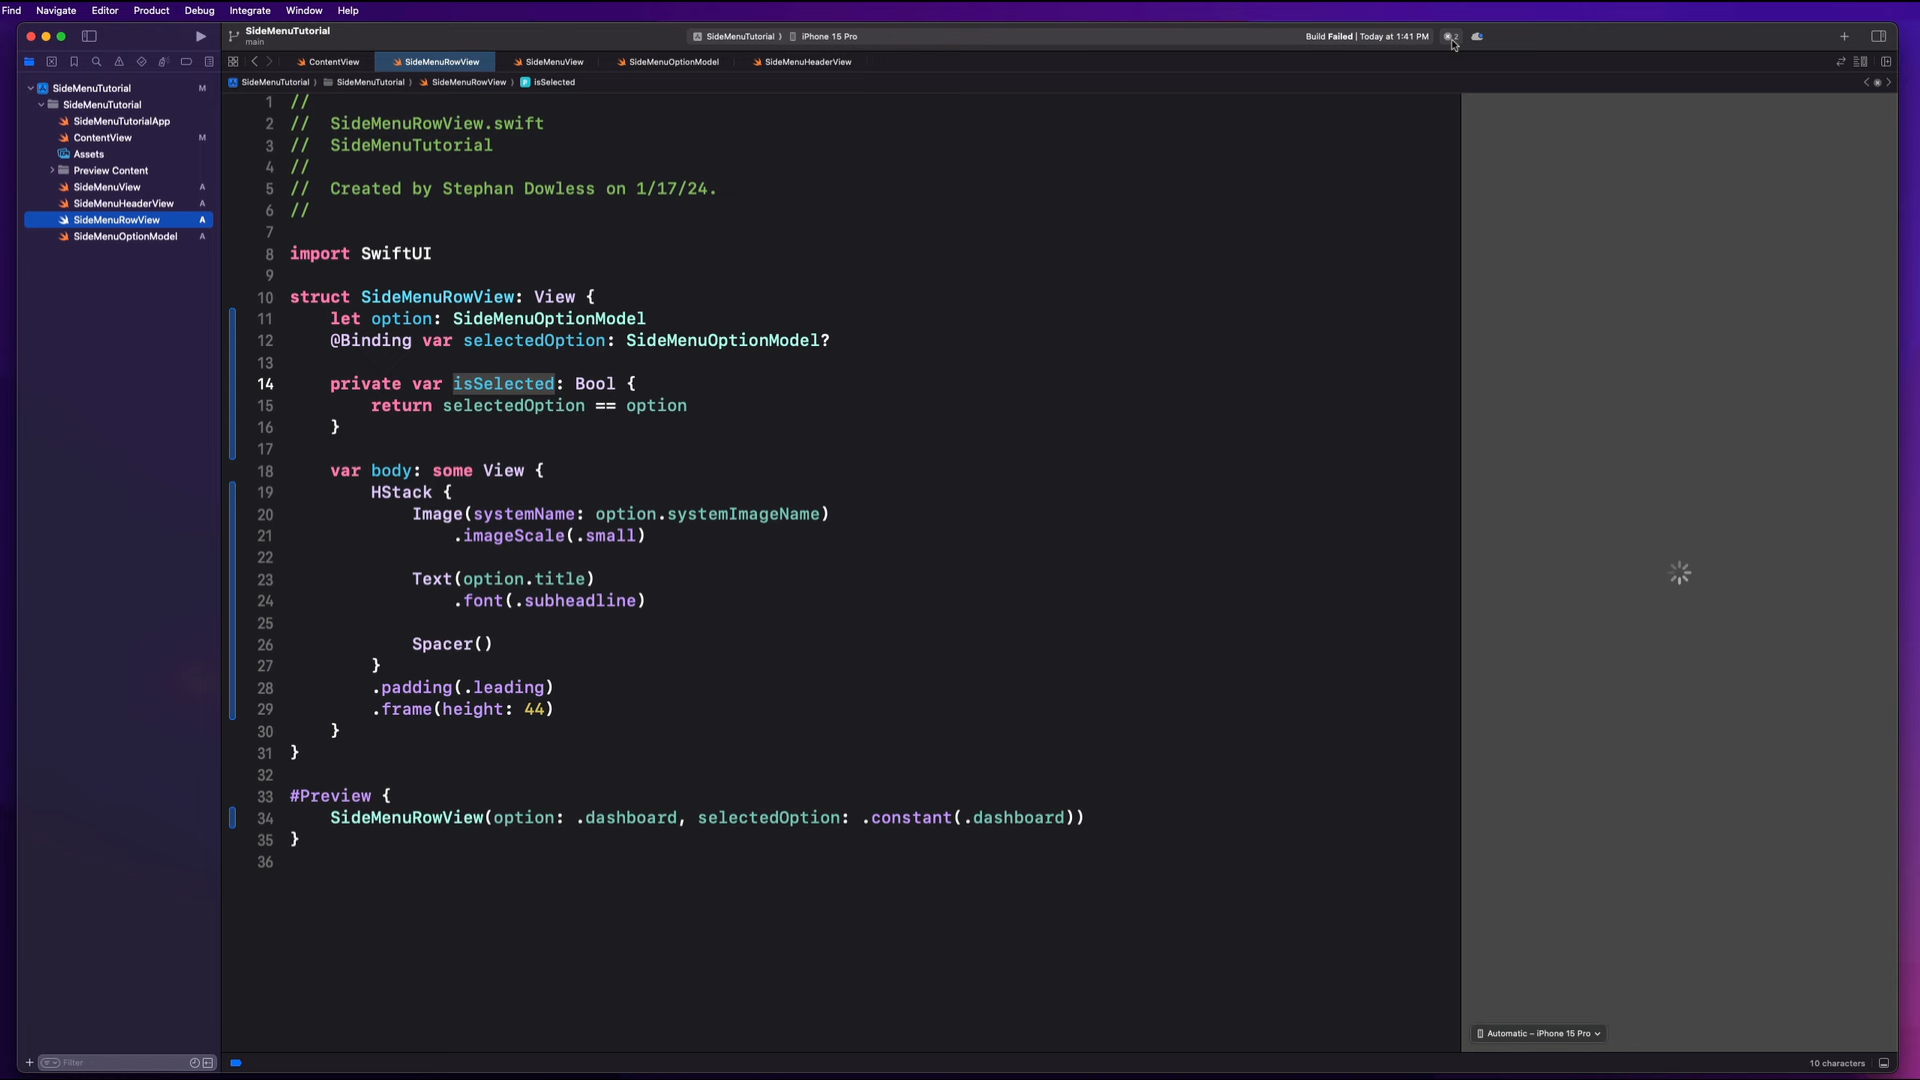 Find Navigate Editor Product Debug Integrate Window Help
SideMenuTutorial
main
SideMenuTutorial iPhone 15 Pro
Build Failed | Today at 1:41 PM
2
ContentView SideMenuRowView SideMenuView SideMenuOptionModel SideMenuHeaderView
SideMenuTutorial SideMenuTutorial SideMenuRowView isSelected
SideMenuTutorial M
SideMenuTutorial
SideMenuTutorialApp
ContentView M
Assets
Preview Content
SideMenuView A
SideMenuHeaderView A
SideMenuRowView A
SideMenuOptionModel A
1 //
2 // SideMenuRowView.swift
3 // SideMenuTutorial
4 //
5 // Created by Stephan Dowless on 1/17/24.
6 //
7
8 import SwiftUI
9
10 struct SideMenuRowView: View {
11 let option: SideMenuOptionModel
12 @Binding var selectedOption: SideMenuOptionModel?
13
14 private var isSelected: Bool {
15 return selectedOption == option
16 }
17
18 var body: some View {
19 HStack {
20 Image(systemName: option.systemImageName)
21 .imageScale(.small)
22
23 Text(option.title)
24 .font(.subheadline)
25
26 Spacer()
27 }
28 .padding(.leading)
29 .frame(height: 44)
30 }
31 }
32
33 #Preview {
34 SideMenuRowView(option: .dashboard, selectedOption: .constant(.dashboard))
35 }
36
Automatic – iPhone 15 Pro
Filter
10 characters